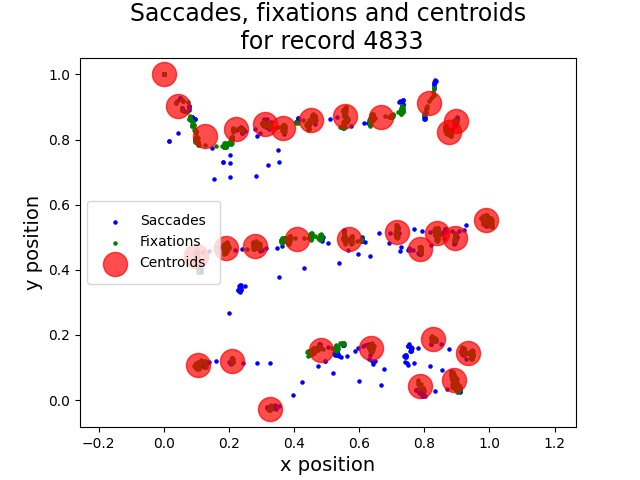 Saccades, fixations and centroids
for record 4833
1.0
0.8
0.6
0.4
0.2
0.0
y position
Saccades
Fixations
Centroids
−0.2
0.0
0.2
0.4
0.6
0.8
1.0
1.2
x position